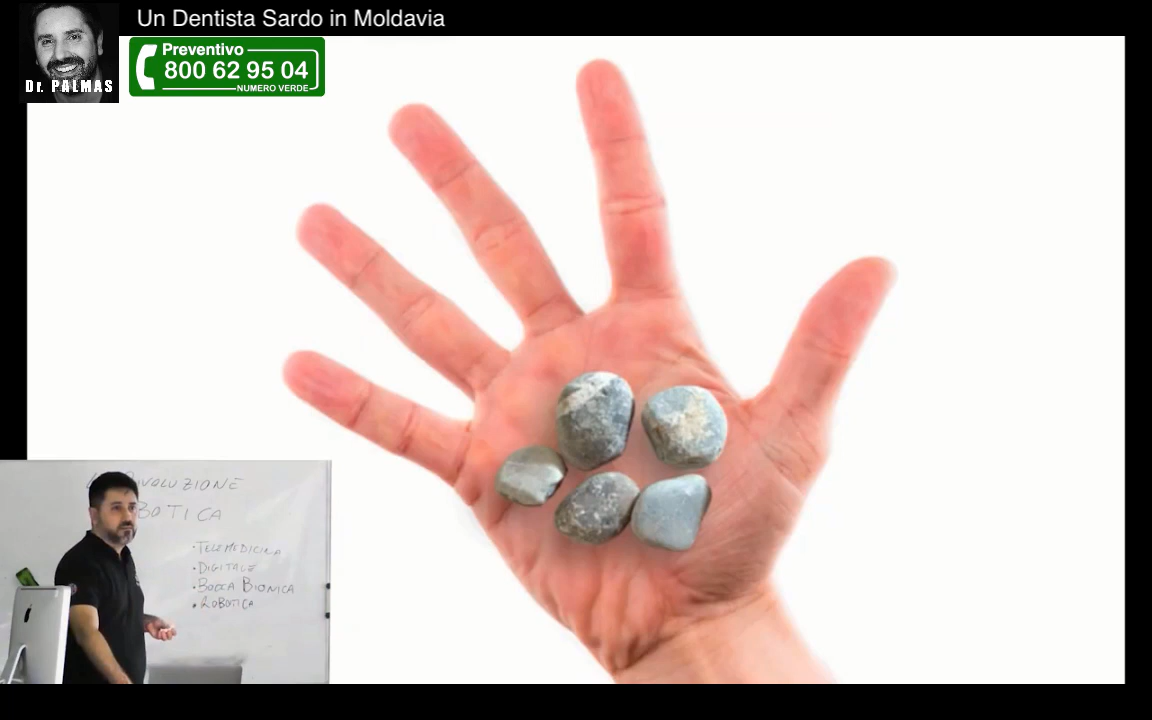 Un Dentista Sardo in Moldavia
Dr. PALMAS
Preventivo
800 62 95 04
NUMERO VERDE
VOLUZIONE
BOTICA
• TELEMEDICINA
• DIGITALE
• BOCCA BIONICA
• ROBOTICA